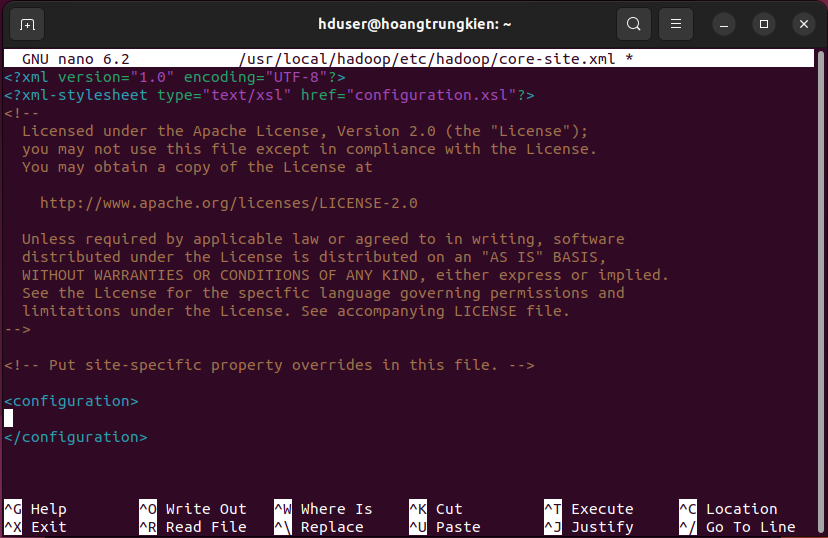 hduser@hoangtrungkien: ~
GNU nano 6.2 /usr/local/hadoop/etc/hadoop/core-site.xml *
<?xml version="1.0" encoding="UTF-8"?>
<?xml-stylesheet type="text/xsl" href="configuration.xsl"?>
<!--
  Licensed under the Apache License, Version 2.0 (the "License");
  you may not use this file except in compliance with the License.
  You may obtain a copy of the License at

    http://www.apache.org/licenses/LICENSE-2.0

  Unless required by applicable law or agreed to in writing, software
  distributed under the License is distributed on an "AS IS" BASIS,
  WITHOUT WARRANTIES OR CONDITIONS OF ANY KIND, either express or implied.
  See the License for the specific language governing permissions and
  limitations under the License. See accompanying LICENSE file.
-->

<!-- Put site-specific property overrides in this file. -->

<configuration>

</configuration>

^G Help ^O Write Out ^W Where Is ^K Cut ^T Execute ^C Location
^X Exit ^R Read File ^\ Replace ^U Paste ^J Justify ^/ Go To Line